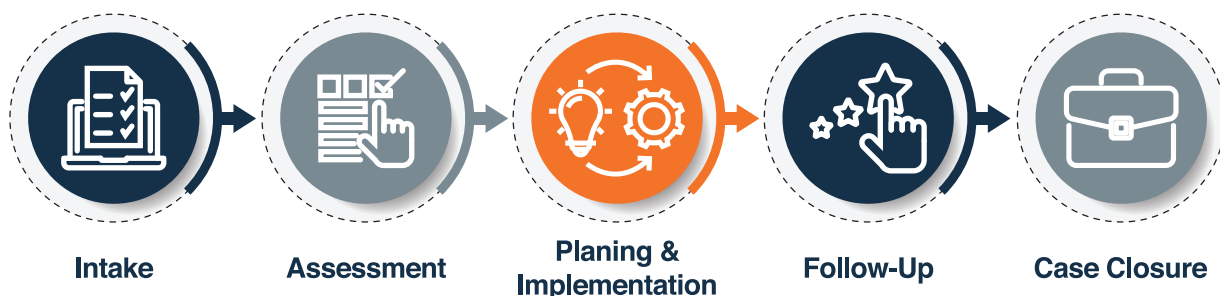 Intake
Assessment
Planing &
Implementation
Follow-Up
Case Closure